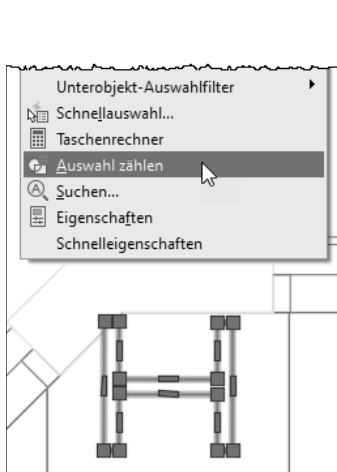 Unterobjekt-Auswahlfilter
Schnellauswahl...
Taschenrechner
Auswahl zählen
Suchen...
Eigenschaften
Schnelleigenschaften